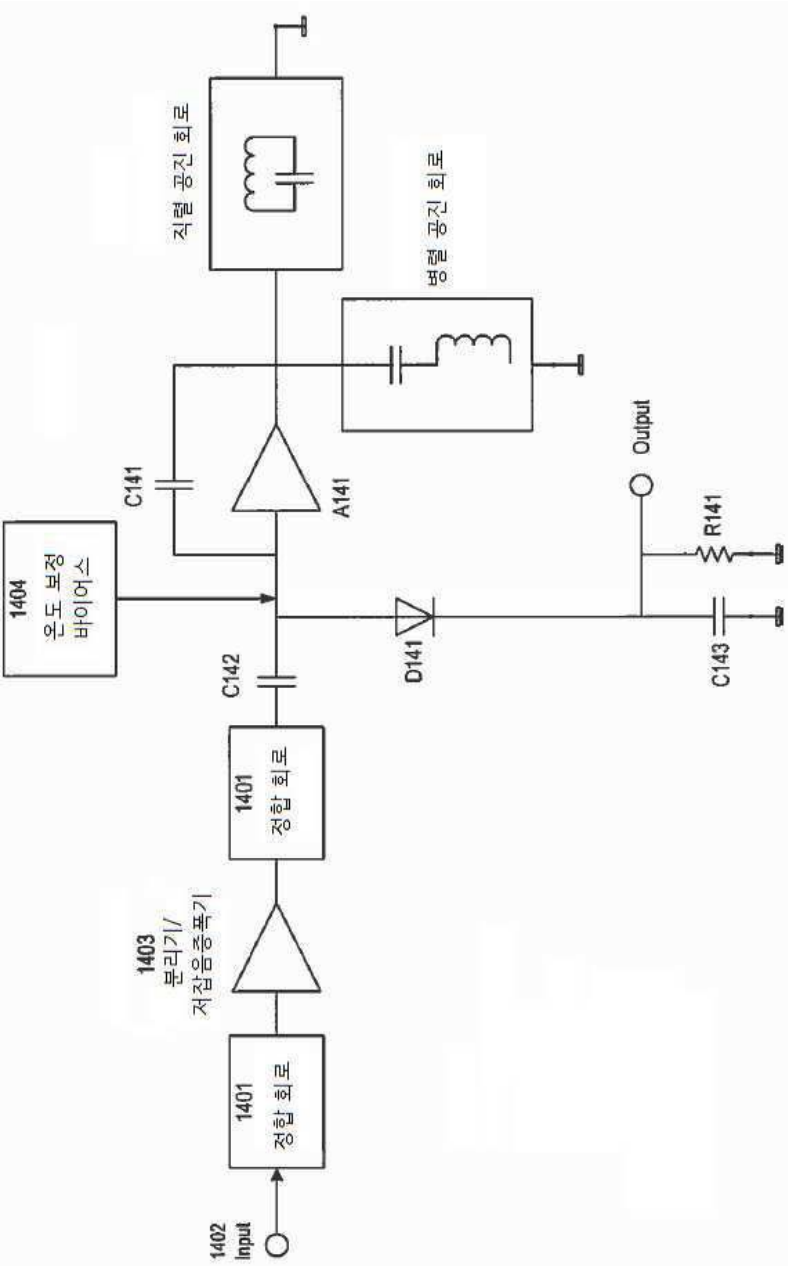 1402
Input
1401
정합 회로
1403
분리기/
저잡음증폭기
1401
정합 회로
C142
1404
온도 보정
바이어스
C141
A141
직렬 공진 회로
병렬 공진 회로
D141
Output
R141
C143